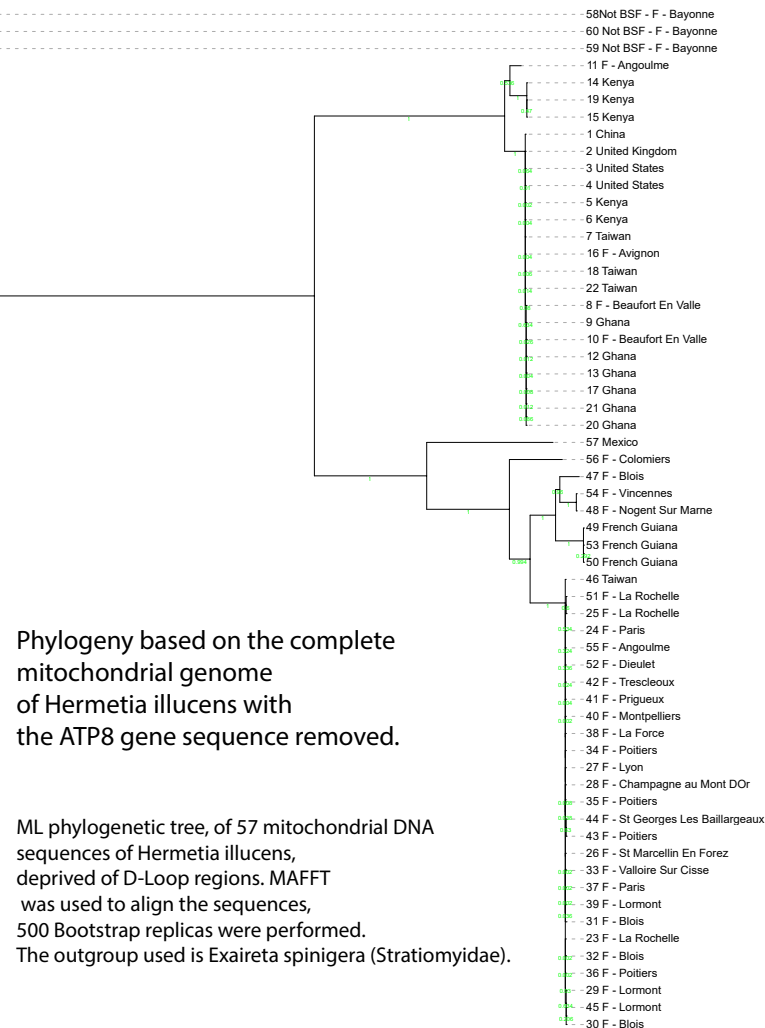 58Not BSF - F - Bayonne
60 Not BSF - F - Bayonne
59 Not BSF - F - Bayonne
11 F - Angoulme
14 Kenya
19 Kenya
15 Kenya
1 China
2 United Kingdom
3 United States
4 United States
5 Kenya
6 Kenya
7 Taiwan
16 F - Avignon
18 Taiwan
22 Taiwan
8 F - Beaufort En Valle
9 Ghana
10 F - Beaufort En Valle
12 Ghana
13 Ghana
17 Ghana
21 Ghana
20 Ghana
57 Mexico
56 F - Colomiers
47 F - Blois
54 F - Vincennes
48 F - Nogent Sur Marne
49 French Guiana
53 French Guiana
50 French Guiana
46 Taiwan
51 F - La Rochelle
25 F - La Rochelle
24 F - Paris
55 F - Angoulme
52 F - Dieulet
42 F - Trescleoux
41 F - Prigueux
40 F - Montpelliers
38 F - La Force
34 F - Poitiers
27 F - Lyon
28 F - Champagne au Mont DOr
35 F - Poitiers
44 F - St Georges Les Baillargeaux
43 F - Poitiers
26 F - St Marcellin En Forez
33 F - Valloire Sur Cisse
37 F - Paris
39 F - Lormont
31 F - Blois
23 F - La Rochelle
32 F - Blois
36 F - Poitiers
29 F - Lormont
45 F - Lormont
30 F - Blois
Phylogeny based on the complete
mitochondrial genome
of Hermetia illucens with
the ATP8 gene sequence removed.
ML phylogenetic tree, of 57 mitochondrial DNA
sequences of Hermetia illucens,
deprived of D-Loop regions. MAFFT
was used to align the sequences,
500 Bootstrap replicas were performed.
The outgroup used is Exaireta spinigera (Stratiomyidae).